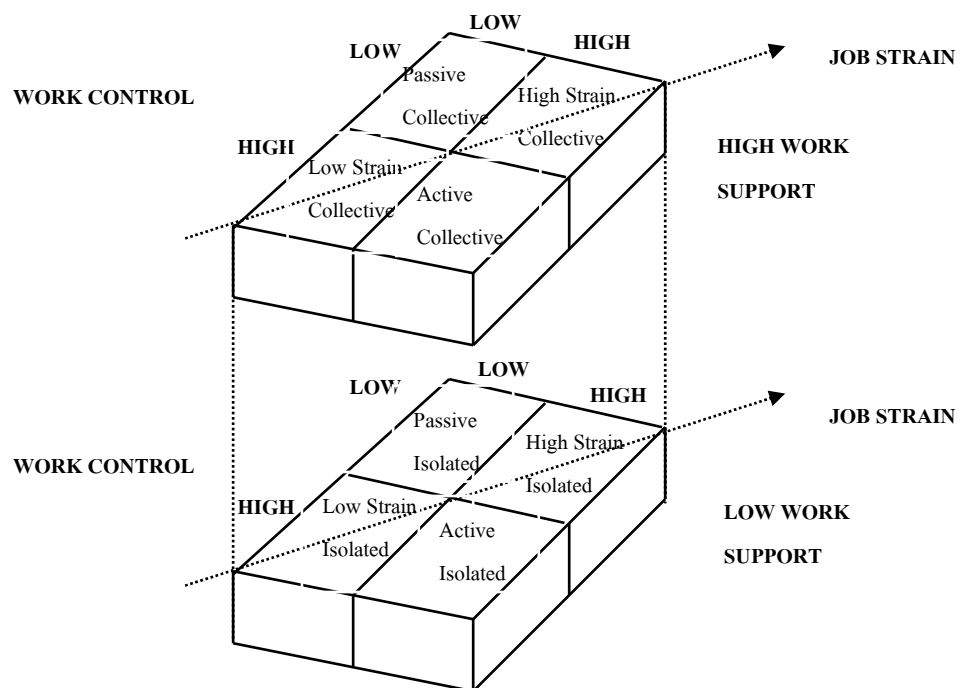 LOW
LOW
HIGH
JOB STRAIN
WORK CONTROL
Passive
Collective
High Strain
Collective
HIGH
Low Strain
Collective
Active
Collective
HIGH WORK
SUPPORT
LOW
LOW
HIGH
JOB STRAIN
WORK CONTROL
Passive
Isolated
High Strain
Isolated
HIGH
Low Strain
Isolated
Active
Isolated
LOW WORK
SUPPORT